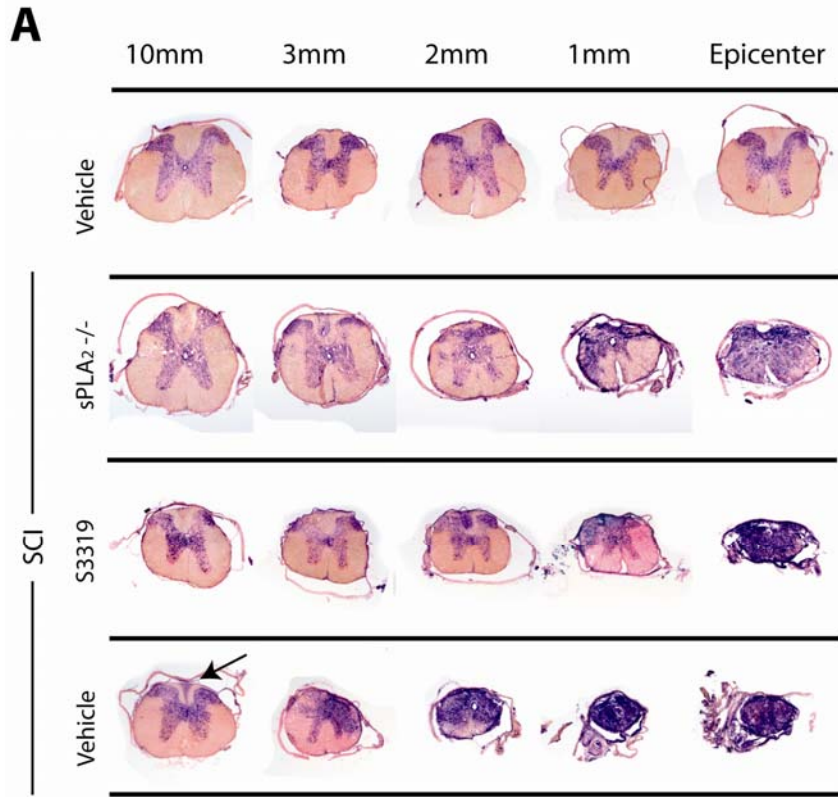 A
10mm 3mm 2mm 1mm Epicenter
Vehicle
SCI
sPLA₂ -/-
S3319
Vehicle